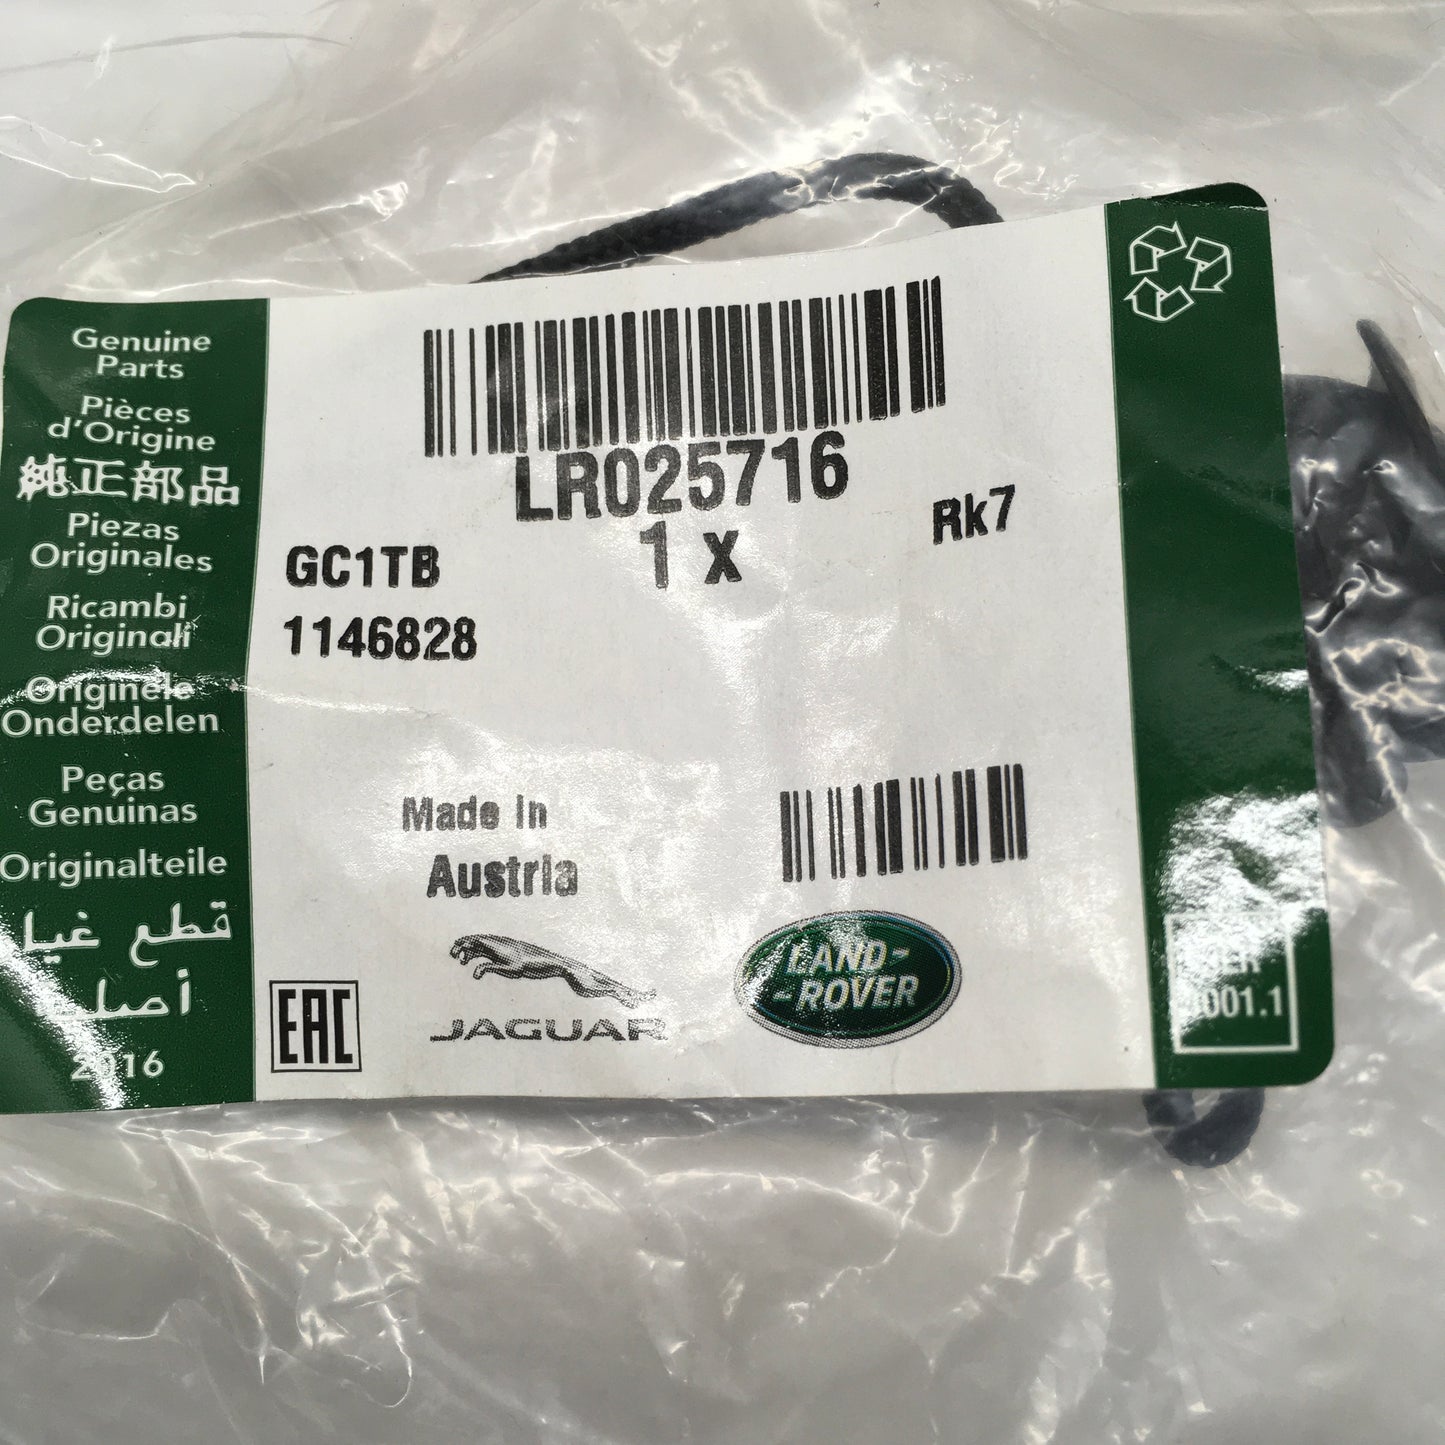 Genuine
Parts
Pièces
d'Origine
純正部品
Piezas
Originales
Ricambi
Originali
Originele
Onderdelen
Peças
Genuinas
Originalteile
قطع غيار
أصلية
2016
LR025716
1 x
Rk7
GC1TB
1146828
Made In
Austria
EAC
JAGUAR
LAND-
-ROVER
001.1